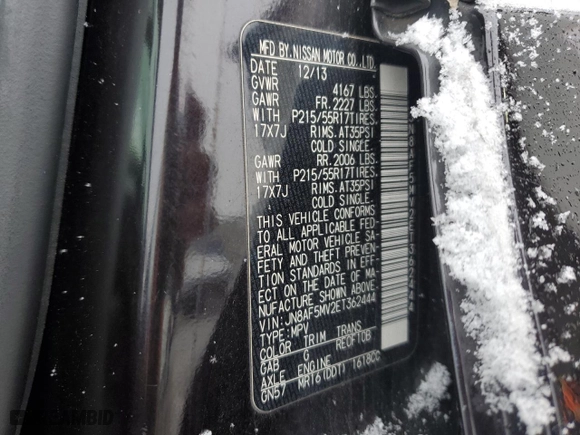 MFD BY NISSAN MOTOR CO.,LTD.
DATE 12/13
GVWR 4167 LBS.
GAWR FR. 2227 LBS.
WITH P215/55R17TIRES.
17X7J RIMS. AT35PSI
COLD SINGLE.
GAWR RR. 2006 LBS.
WITH P215/55R17TIRES.
17X7J RIMS. AT35PSI
COLD SINGLE.
THIS VEHICLE CONFORMS
TO ALL APPLICABLE FED-
ERAL MOTOR VEHICLE SA-
FETY AND THEFT PREVEN-
TION STANDARDS IN EFF-
ECT ON THE DATE OF MA-
NUFACTURE SHOWN ABOVE.
VIN:JN8AF5MV2ET362444
TYPE:MPV
COLOR TRIM TRANS
GAB G RE0F10B
AXLE ENGINE
GN57 MR16DDT1 1618CC